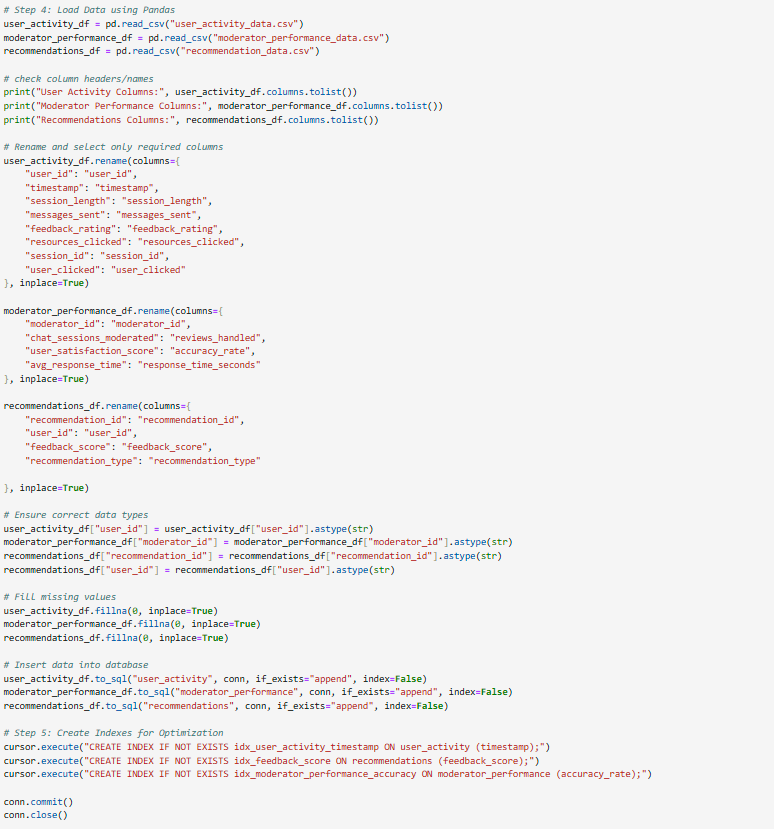 # Step 4: Load Data using Pandas
user_activity_df = pd.read_csv("user_activity_data.csv")
moderator_performance_df = pd.read_csv("moderator_performance_data.csv")
recommendations_df = pd.read_csv("recommendation_data.csv")

# check column headers/names
print("User Activity Columns:", user_activity_df.columns.tolist())
print("Moderator Performance Columns:", moderator_performance_df.columns.tolist())
print("Recommendations Columns:", recommendations_df.columns.tolist())

# Rename and select only required columns
user_activity_df.rename(columns={
    "user_id": "user_id",
    "timestamp": "timestamp",
    "session_length": "session_length",
    "messages_sent": "messages_sent",
    "feedback_rating": "feedback_rating",
    "resources_clicked": "resources_clicked",
    "session_id": "session_id",
    "user_clicked": "user_clicked"
}, inplace=True)

moderator_performance_df.rename(columns={
    "moderator_id": "moderator_id",
    "chat_sessions_moderated": "reviews_handled",
    "user_satisfaction_score": "accuracy_rate",
    "avg_response_time": "response_time_seconds"
}, inplace=True)

recommendations_df.rename(columns={
    "recommendation_id": "recommendation_id",
    "user_id": "user_id",
    "feedback_score": "feedback_score",
    "recommendation_type": "recommendation_type"

}, inplace=True)

# Ensure correct data types
user_activity_df["user_id"] = user_activity_df["user_id"].astype(str)
moderator_performance_df["moderator_id"] = moderator_performance_df["moderator_id"].astype(str)
recommendations_df["recommendation_id"] = recommendations_df["recommendation_id"].astype(str)
recommendations_df["user_id"] = recommendations_df["user_id"].astype(str)

# Fill missing values
user_activity_df.fillna(0, inplace=True)
moderator_performance_df.fillna(0, inplace=True)
recommendations_df.fillna(0, inplace=True)

# Insert data into database
user_activity_df.to_sql("user_activity", conn, if_exists="append", index=False)
moderator_performance_df.to_sql("moderator_performance", conn, if_exists="append", index=False)
recommendations_df.to_sql("recommendations", conn, if_exists="append", index=False)

# Step 5: Create Indexes for Optimization
cursor.execute("CREATE INDEX IF NOT EXISTS idx_user_activity_timestamp ON user_activity (timestamp);")
cursor.execute("CREATE INDEX IF NOT EXISTS idx_feedback_score ON recommendations (feedback_score);")
cursor.execute("CREATE INDEX IF NOT EXISTS idx_moderator_performance_accuracy ON moderator_performance (accuracy_rate);")

conn.commit()
conn.close()